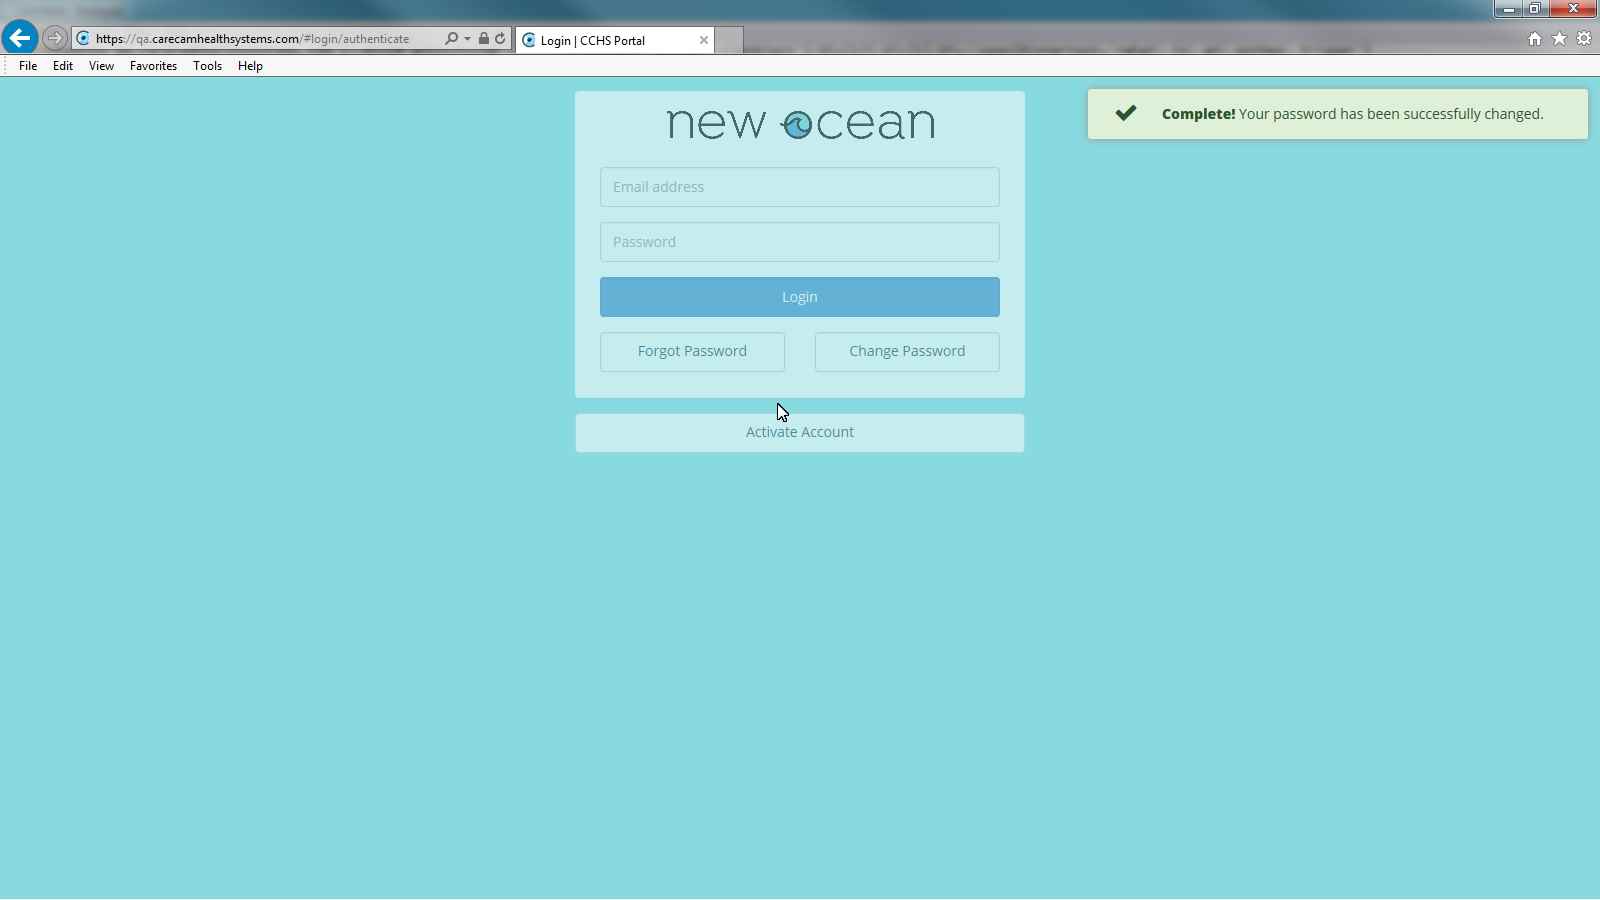 https://qa.carecamhealthsystems.com/#login/authenticate
Login | CCHS Portal
File Edit View Favorites Tools Help
new ocean
Complete! Your password has been successfully changed.
Email address
Password
Login
Forgot Password Change Password
Activate Account